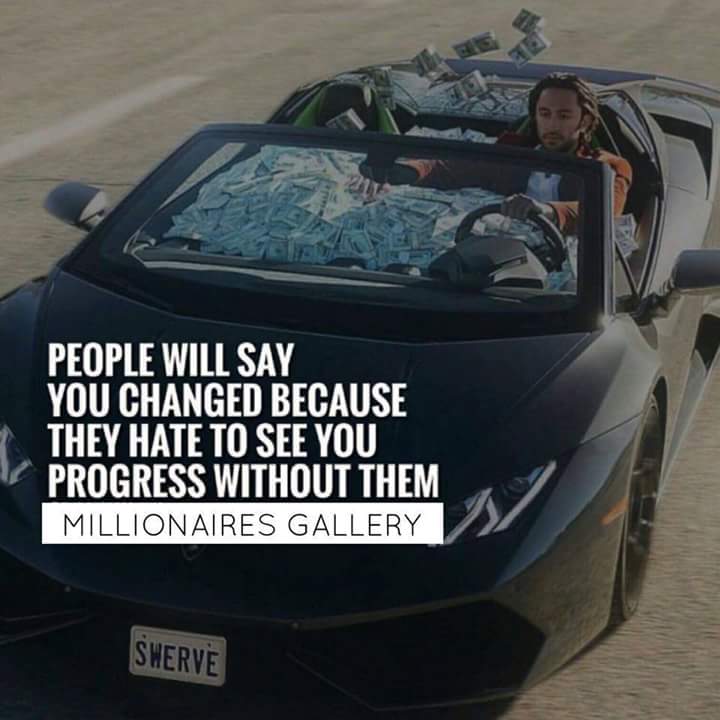 PEOPLE WILL SAY
YOU CHANGED BECAUSE
THEY HATE TO SEE YOU
PROGRESS WITHOUT THEM
MILLIONAIRES GALLERY
SWERVE